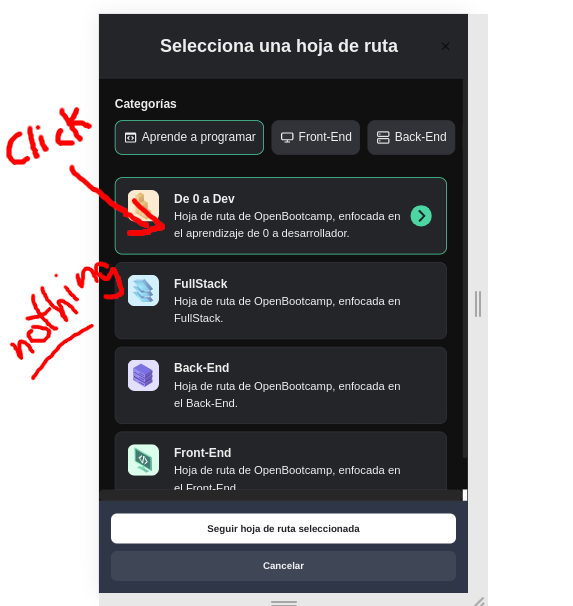 Selecciona una hoja de ruta
Categorías
Aprende a programar
Front-End
Back-End
Click
De 0 a Dev
Hoja de ruta de OpenBootcamp, enfocada en
el aprendizaje de 0 a desarrollador.
nothing
FullStack
Hoja de ruta de OpenBootcamp, enfocada en
FullStack.
Back-End
Hoja de ruta de OpenBootcamp, enfocada en
el Back-End.
Front-End
Hoja de ruta de OpenBootcamp, enfocada en
el Front-End
Seguir hoja de ruta seleccionada
Cancelar